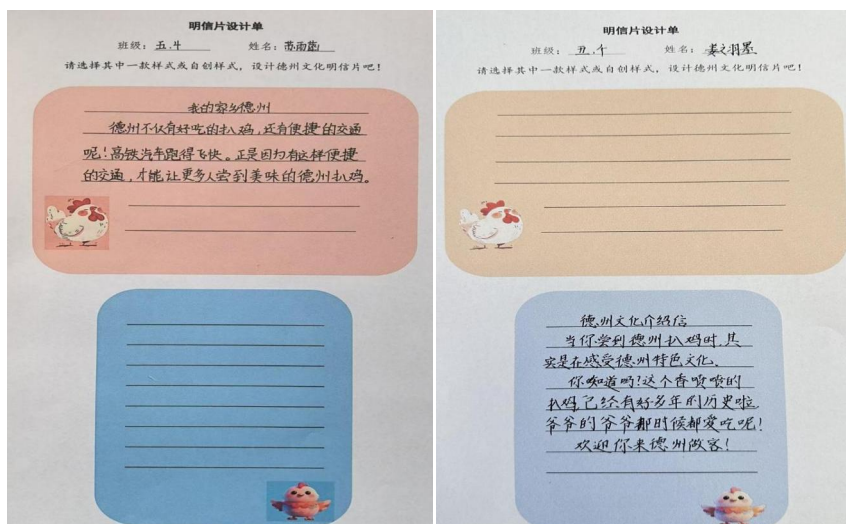 明信片设计单
班级：五.4 姓名：苏雨菡
请选择其中一款样式或自创样式，设计德州文化明信片吧！
我的家乡德州
德州不仅有好吃的扒鸡，还有便捷的交通
呢！高铁汽车跑得飞快。正是因为有这样便捷
的交通，才能让更多人尝到美味的德州扒鸡。
明信片设计单
班级：五.4 姓名：
请选择其中一款样式或自创样式，设计德州文化明信片吧！
德州文化介绍信
当你尝到德州扒鸡时，其
实是在感受德州特色文化。
你知道吗？这个香喷喷的
扒鸡已经有好多年的历史啦，
爷爷的爷爷那时候都爱吃呢！
欢迎你来德州做客！